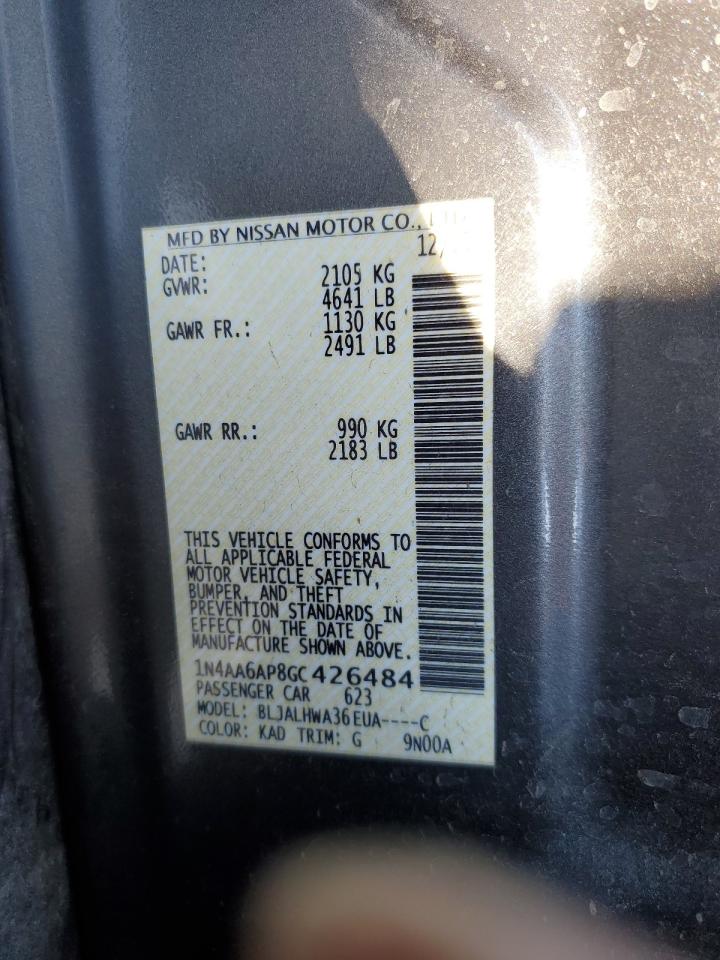 MFD BY NISSAN MOTOR CO.,
DATE: 12/
GVWR: 2105 KG
4641 LB
GAWR FR.: 1130 KG
2491 LB
GAWR RR.: 990 KG
2183 LB
THIS VEHICLE CONFORMS TO
ALL APPLICABLE FEDERAL
MOTOR VEHICLE SAFETY,
BUMPER, AND THEFT
PREVENTION STANDARDS IN
EFFECT ON THE DATE OF
MANUFACTURE SHOWN ABOVE.
1N4AA6AP8GC426484
PASSENGER CAR 623
MODEL: BLJALHWA36EUA----C
COLOR: KAD TRIM: G 9N00A